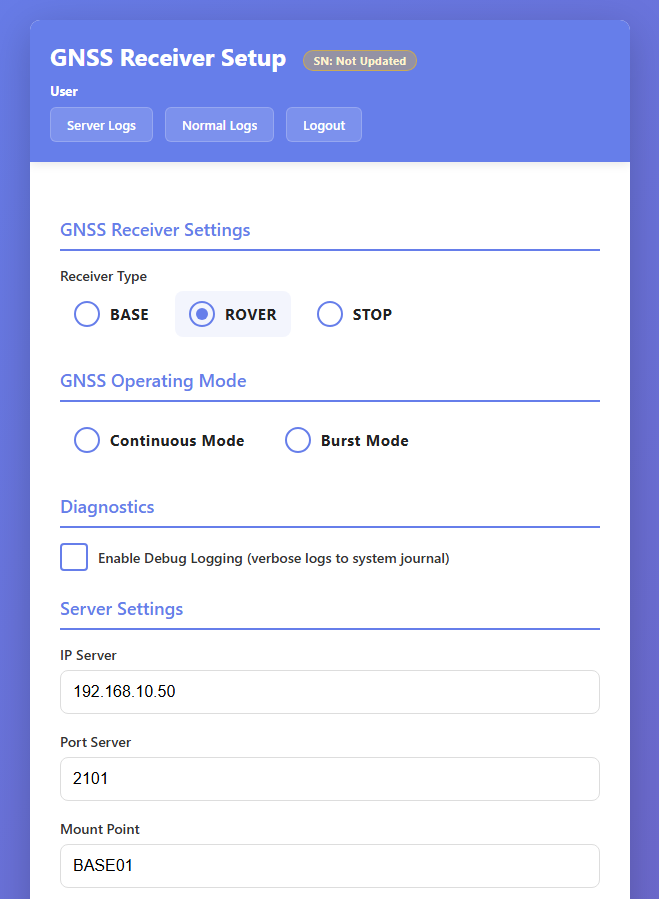 GNSS Receiver Setup SN: Not Updated
User
Server Logs Normal Logs Logout
GNSS Receiver Settings
Receiver Type
BASE ROVER STOP
GNSS Operating Mode
Continuous Mode Burst Mode
Diagnostics
Enable Debug Logging (verbose logs to system journal)
Server Settings
IP Server
192.168.10.50
Port Server
2101
Mount Point
BASE01